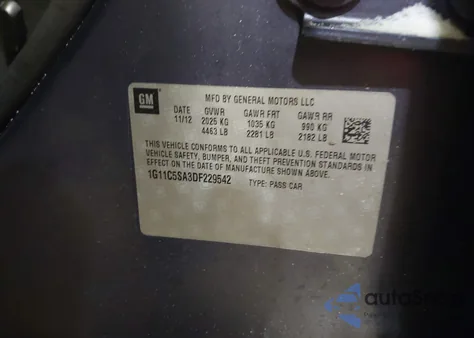 GM
MFD BY GENERAL MOTORS LLC
DATE GVWR GAWR FRT GAWR RR
11/12 2025 KG 1035 KG 990 KG
4463 LB 2281 LB 2182 LB
THIS VEHICLE CONFORMS TO ALL APPLICABLE U.S. FEDERAL MOTOR
VEHICLE SAFETY, BUMPER, AND THEFT PREVENTION STANDARDS IN
EFFECT ON THE DATE OF MANUFACTURE SHOWN ABOVE.
1G11C5SA3DF229542 TYPE: PASS CAR